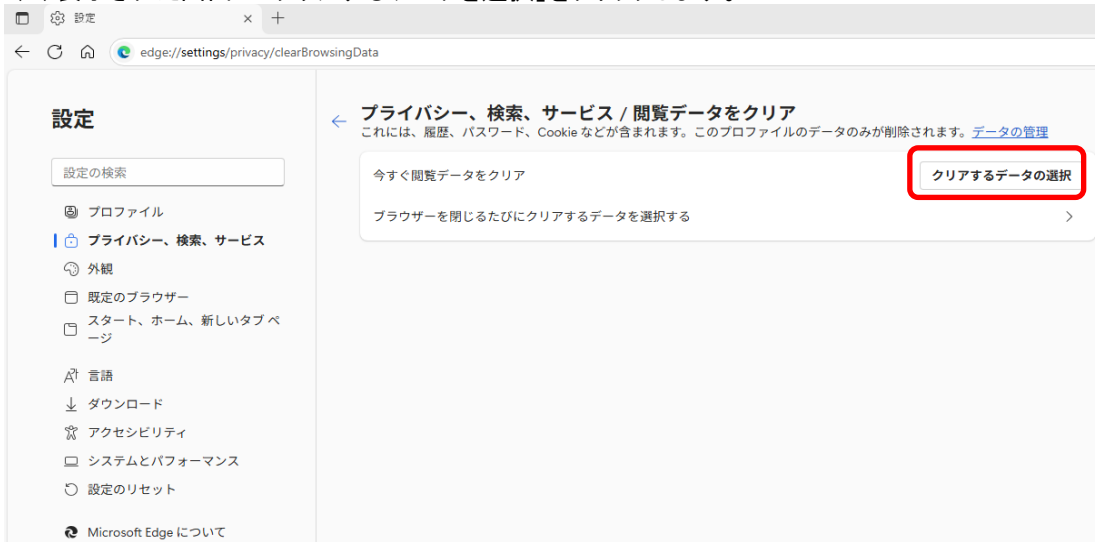 設定
edge://settings/privacy/clearBrowsingData
設定
設定の検索
プロファイル
プライバシー、検索、サービス
外観
既定のブラウザー
スタート、ホーム、新しいタブ ペ
ージ
言語
ダウンロード
アクセシビリティ
システムとパフォーマンス
設定のリセット
Microsoft Edge について
プライバシー、検索、サービス / 閲覧データをクリア
これには、履歴、パスワード、Cookie などが含まれます。このプロファイルのデータのみが削除されます。データの管理
今すぐ閲覧データをクリア
クリアするデータの選択
ブラウザーを閉じるたびにクリアするデータを選択する